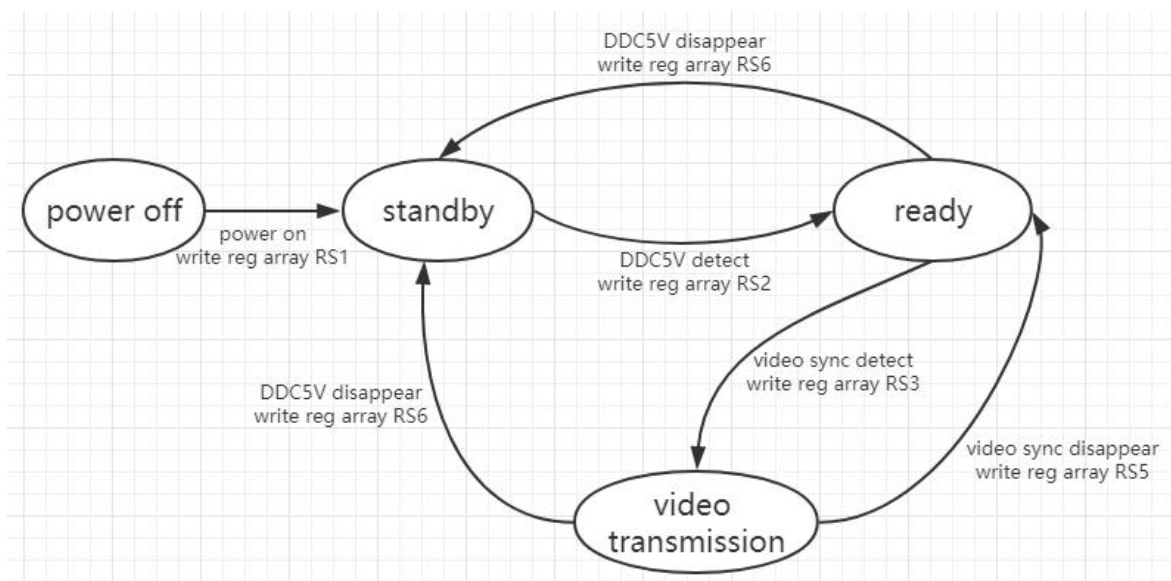 DDC5V disappear
write reg array RS6
power off
standby
ready
power on
write reg array RS1
DDC5V detect
write reg array RS2
video sync detect
write reg array RS3
DDC5V disappear
write reg array RS6
video sync disappear
write reg array RS5
video
transmission